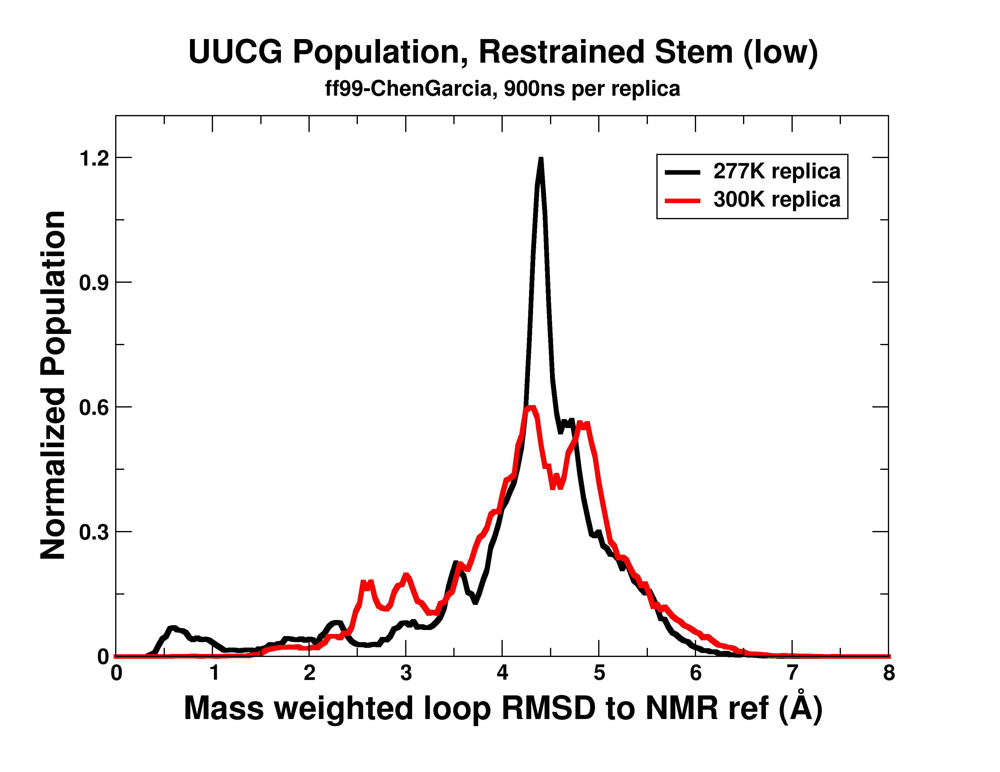 UUCG Population, Restrained Stem (low)
ff99-ChenGarcia, 900ns per replica
277K replica
300K replica
Normalized Population
1.2
0.9
0.6
0.3
0
0 1 2 3 4 5 6 7 8
Mass weighted loop RMSD to NMR ref (Å)